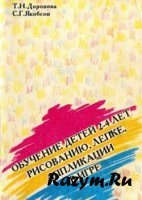 Т.Н.Доронова
С.Г.Якобсон
ОБУЧЕНИЕ ДЕТЕЙ 2-4 ЛЕТ
РИСОВАНИЮ, ЛЕПКЕ,
АППЛИКАЦИИ
В ИГРЕ
Razym.Ru